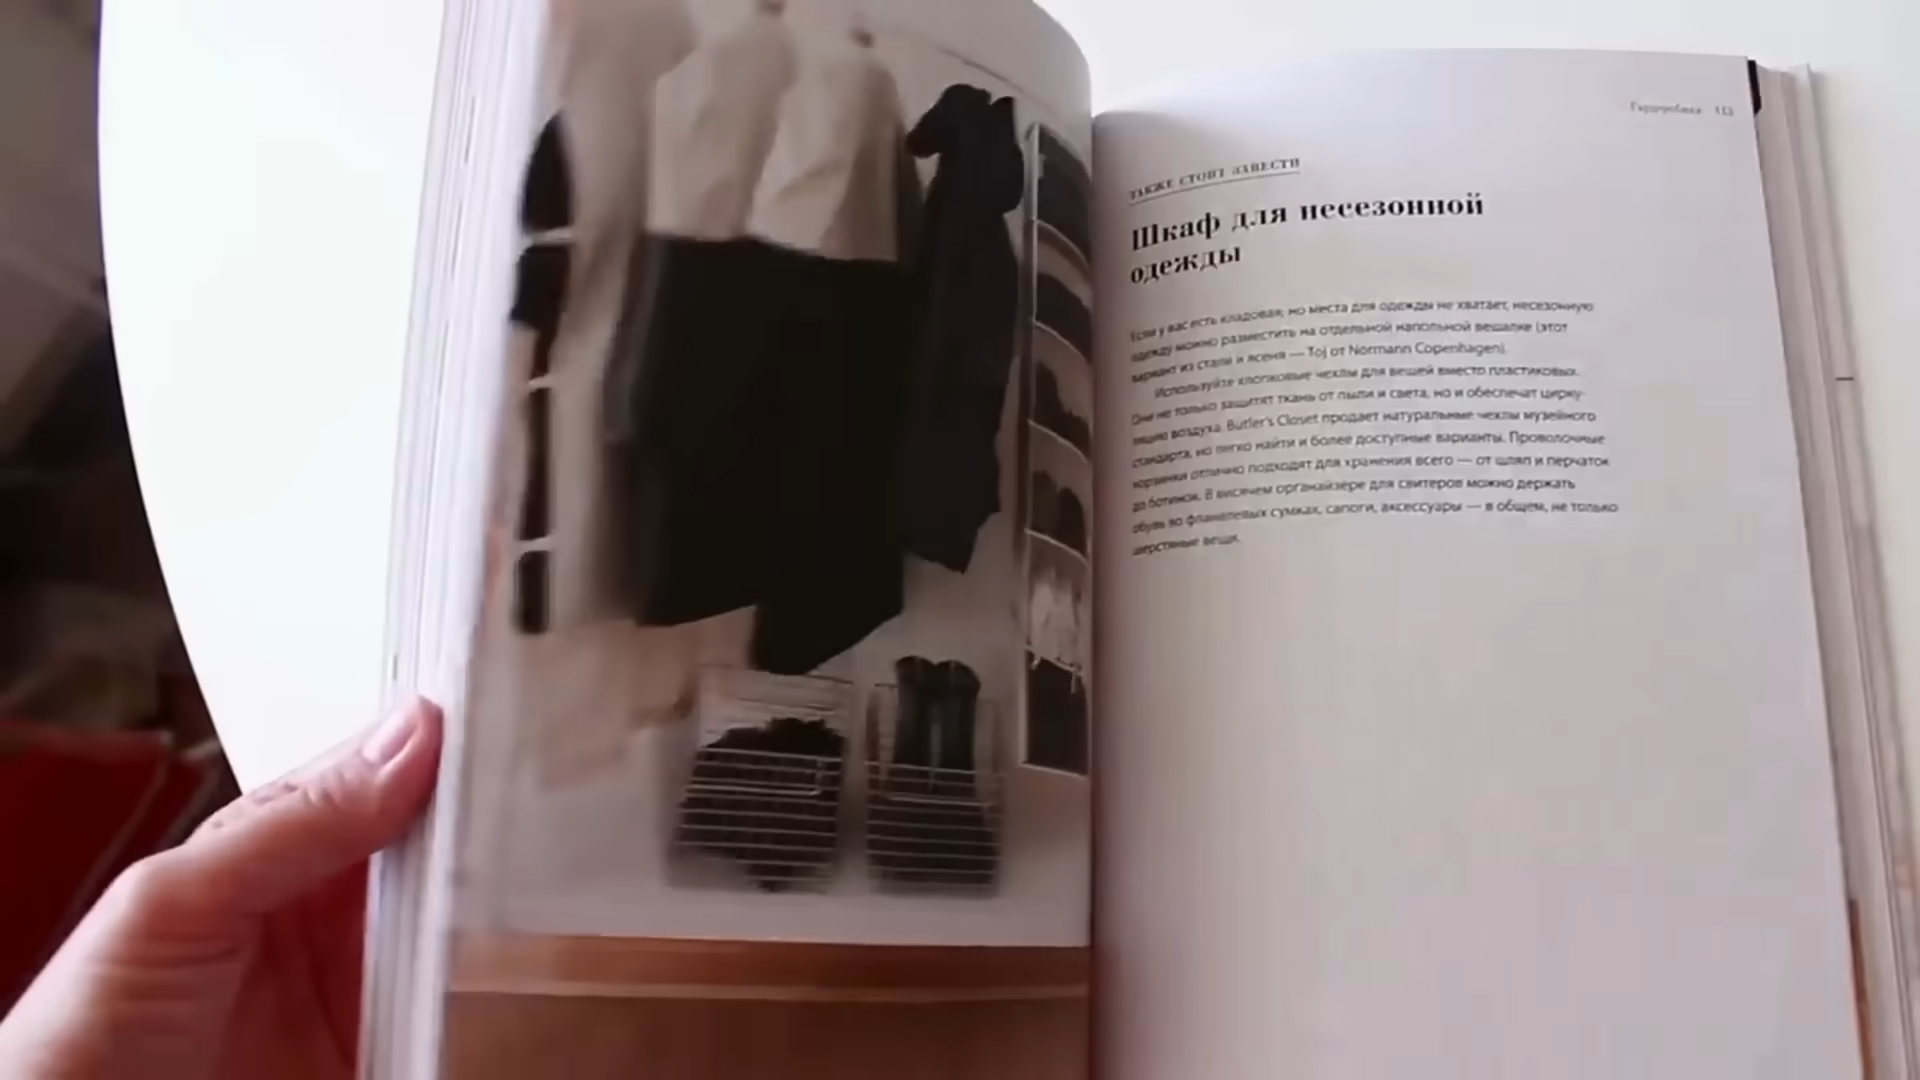 Гардеробная
ТАКЖЕ СТОИТ ЗАВЕСТИ
Шкаф для несезонной
одежды
Если у вас есть кладовая, но места для одежды не хватает, несезонную
одежду можно разместить на отдельной напольной вешалке (этот
вариант из стали и ясеня — Toj от Normann Copenhagen).
Используйте хлопковые чехлы для вещей вместо пластиковых.
Они не только защитят ткань от пыли и света, но и обеспечат цирку-
ляцию воздуха. Butler's Closet продает натуральные чехлы музейного
стандарта, но легко найти и более доступные варианты. Проволочные
корзинки отлично подходят для хранения всего — от шляп и перчаток
до ботинок. В висячем органайзере для свитеров можно держать
обувь во фланелевых сумках, сапоги, аксессуары — в общем, не только
шерстяные вещи.